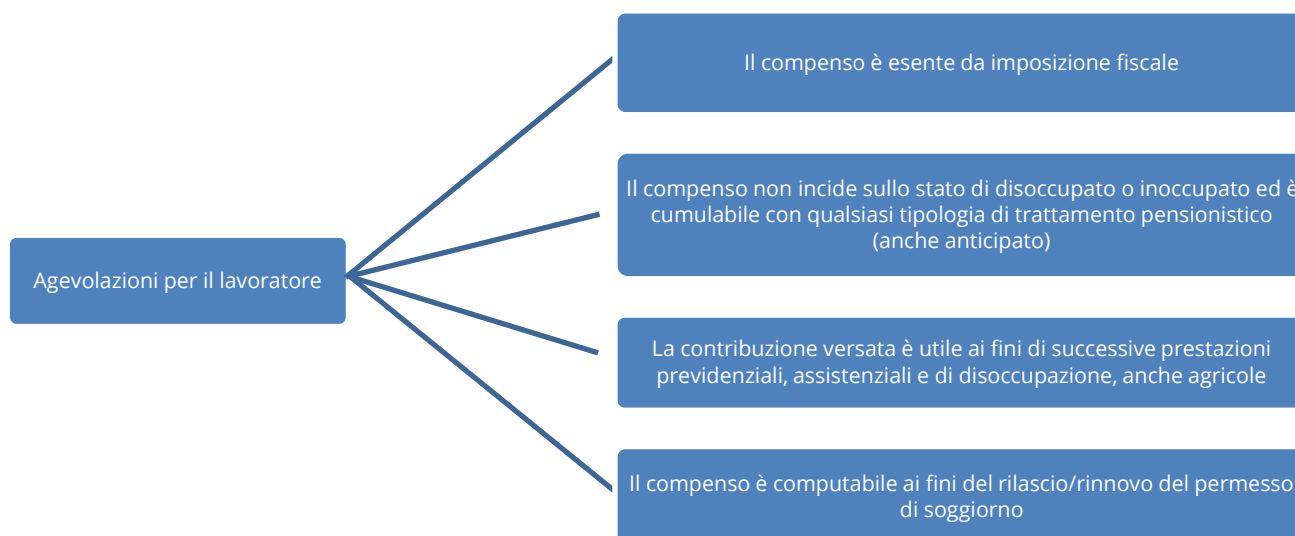 Il compenso è esente da imposizione fiscale
Il compenso non incide sullo stato di disoccupato o inoccupato ed è
cumulabile con qualsiasi tipologia di trattamento pensionistico
(anche anticipato)
Agevolazioni per il lavoratore
La contribuzione versata è utile ai fini di successive prestazioni
previdenziali, assistenziali e di disoccupazione, anche agricole
Il compenso è computabile ai fini del rilascio/rinnovo del permesso
di soggiorno